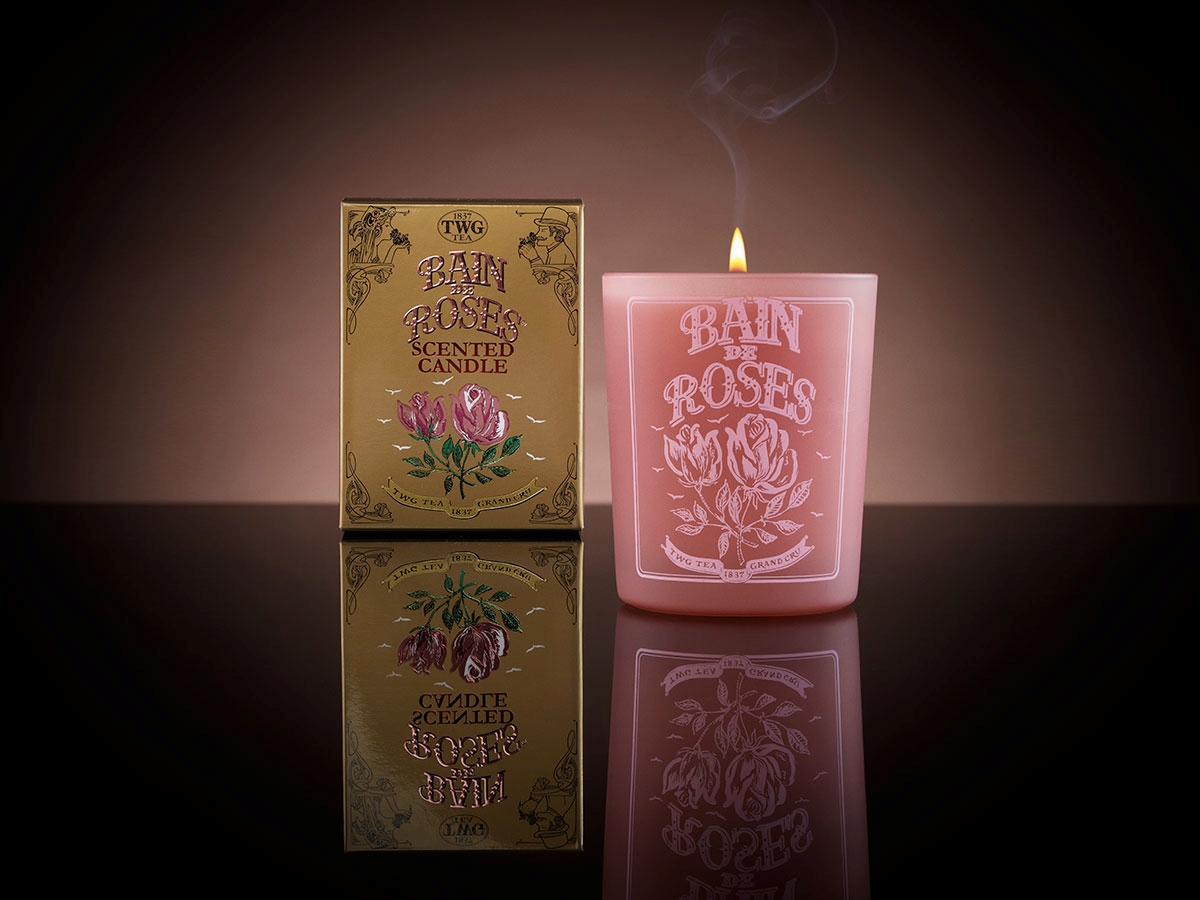 1837
TWG
TEA
BAIN
DE
ROSES
SCENTED
CANDLE
TWG TEA GRAND CRU
1837
BAIN
DE
ROSES
TWG TEA GRAND CRU
1837